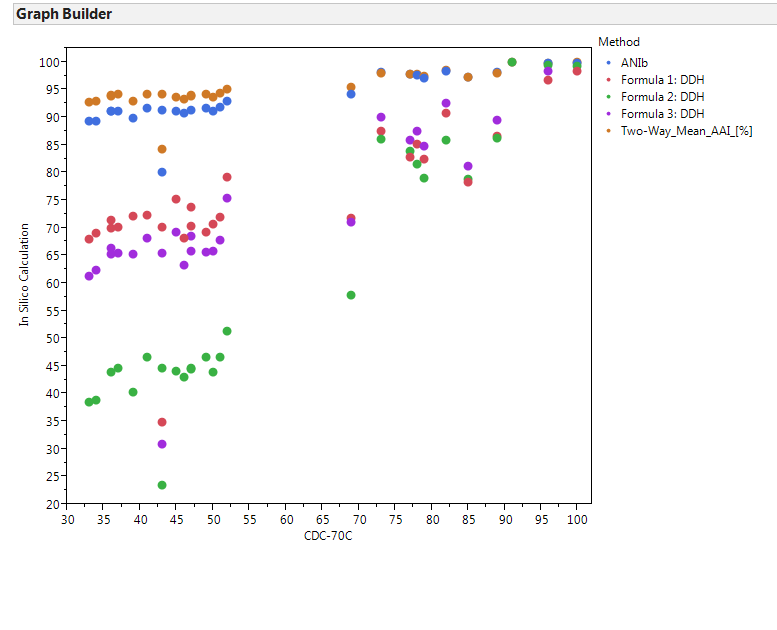 Graph Builder
Method
ANIb
Formula 1: DDH
Formula 2: DDH
Formula 3: DDH
Two-Way_Mean_AAI_[%]
In Silico Calculation
100
95
90
85
80
75
70
65
60
55
50
45
40
35
30
25
20
30 35 40 45 50 55 60 65 70 75 80 85 90 95 100
CDC-70C